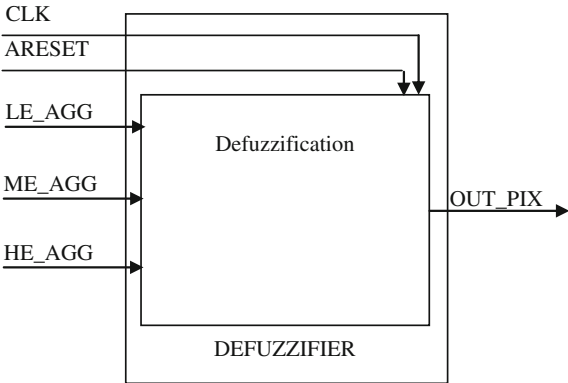 CLK
ARESET
LE_AGG
Defuzzification
ME_AGG
OUT_PIX
HE_AGG
DEFUZZIFIER